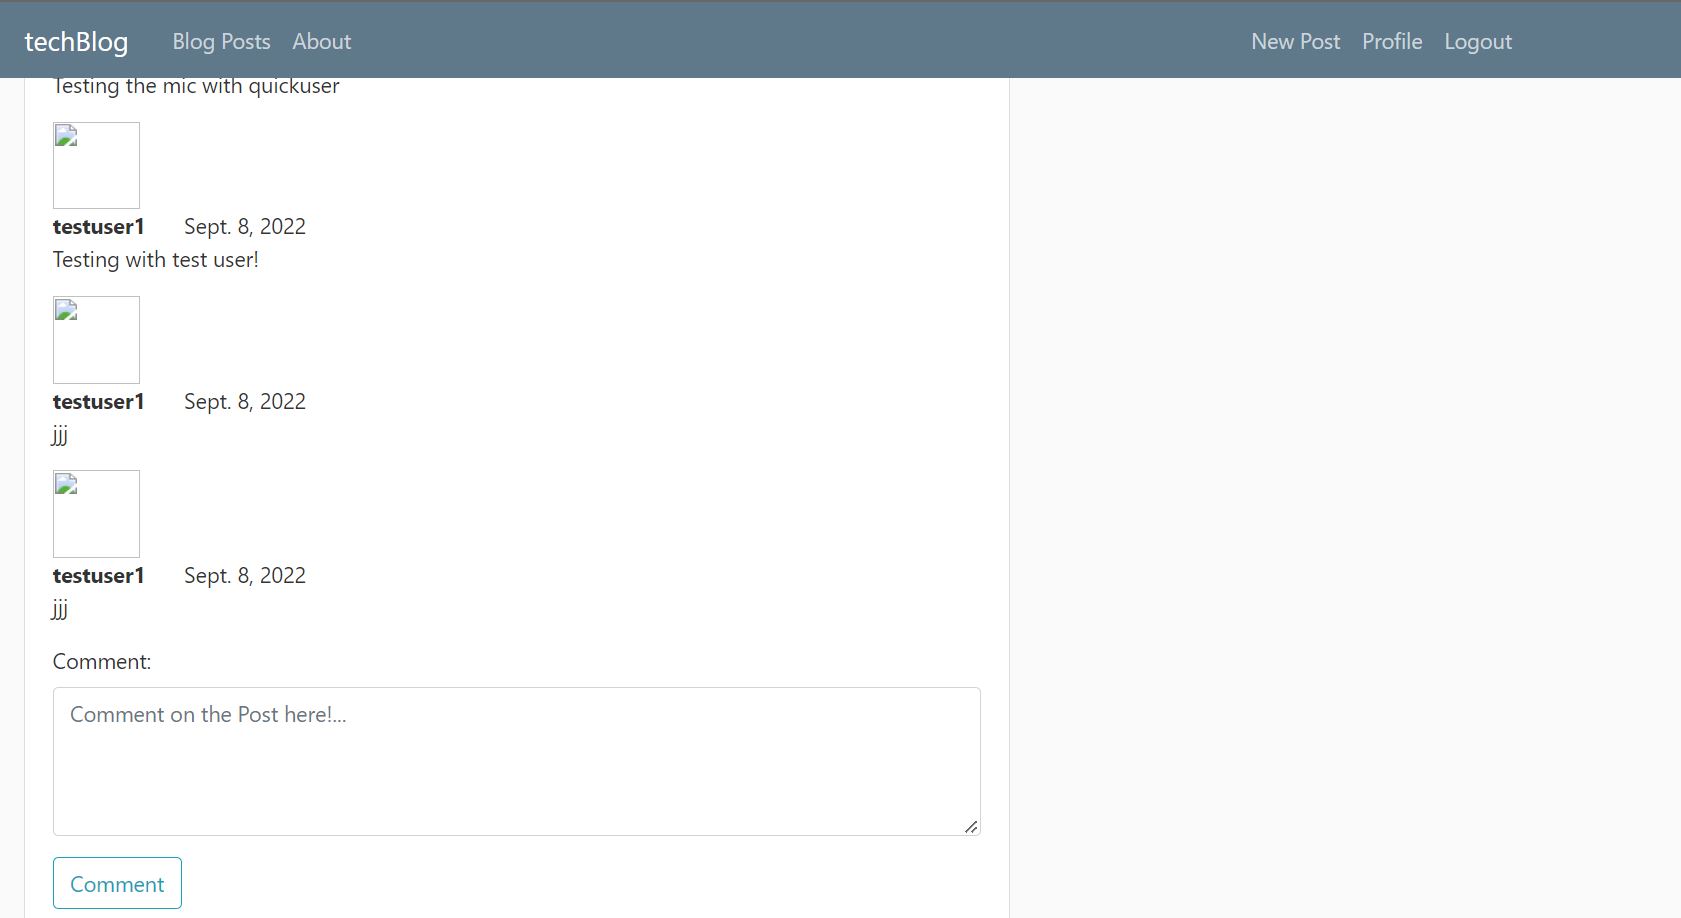 techBlog Blog Posts About New Post Profile Logout
Testing the mic with quickuser
testuser1 Sept. 8, 2022
Testing with test user!
testuser1 Sept. 8, 2022
jjj
testuser1 Sept. 8, 2022
jjj
Comment:
Comment on the Post here!...
Comment